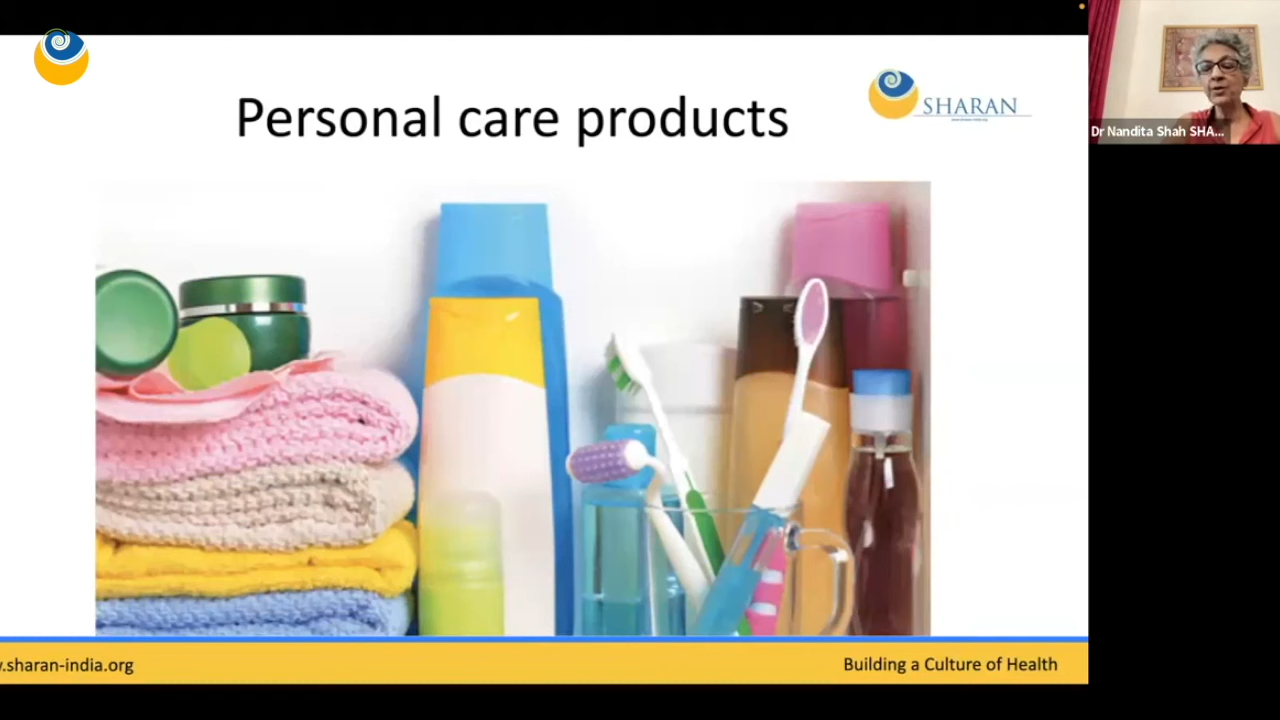 Personal care products
SHARAN
Dr Nandita Shah SHA...
.sharan-india.org
Building a Culture of Health